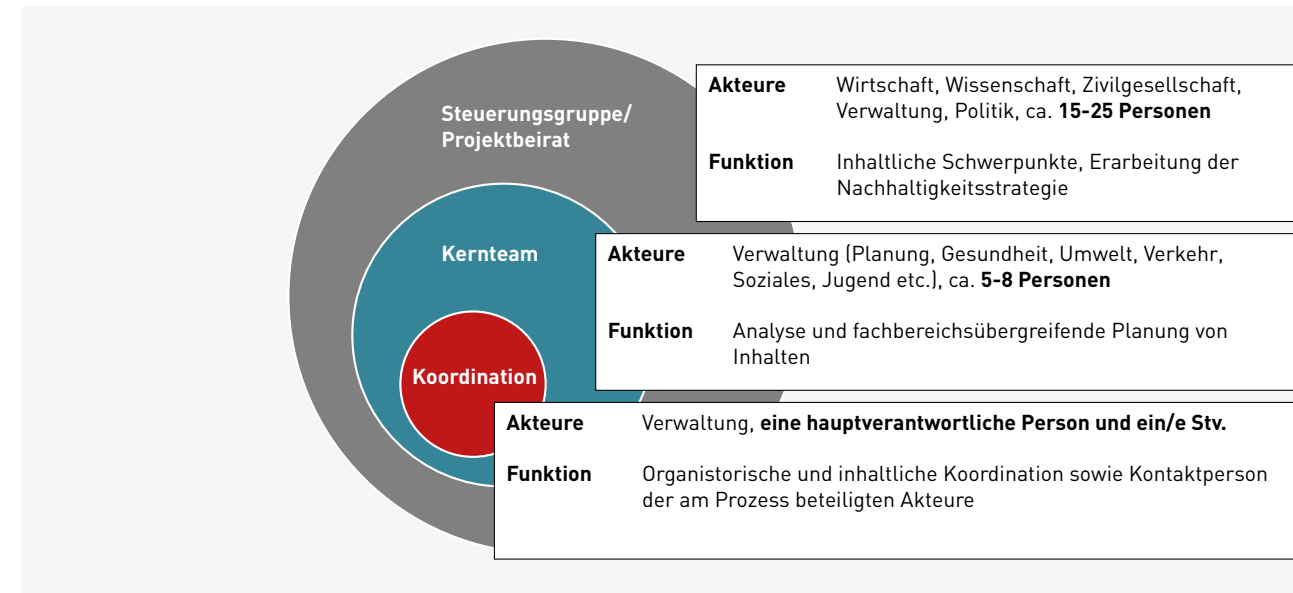 Steuerungsgruppe/
Projektbeirat
Akteure Wirtschaft, Wissenschaft, Zivilgesellschaft,
Verwaltung, Politik, ca. 15-25 Personen
Funktion Inhaltliche Schwerpunkte, Erarbeitung der
Nachhaltigkeitsstrategie
Kernteam
Akteure Verwaltung (Planung, Gesundheit, Umwelt, Verkehr,
Soziales, Jugend etc.), ca. 5-8 Personen
Funktion Analyse und fachbereichsübergreifende Planung von
Inhalten
Koordination
Akteure Verwaltung, eine hauptverantwortliche Person und ein/e Stv.
Funktion Organistorische und inhaltliche Koordination sowie Kontaktperson
der am Prozess beteiligten Akteure